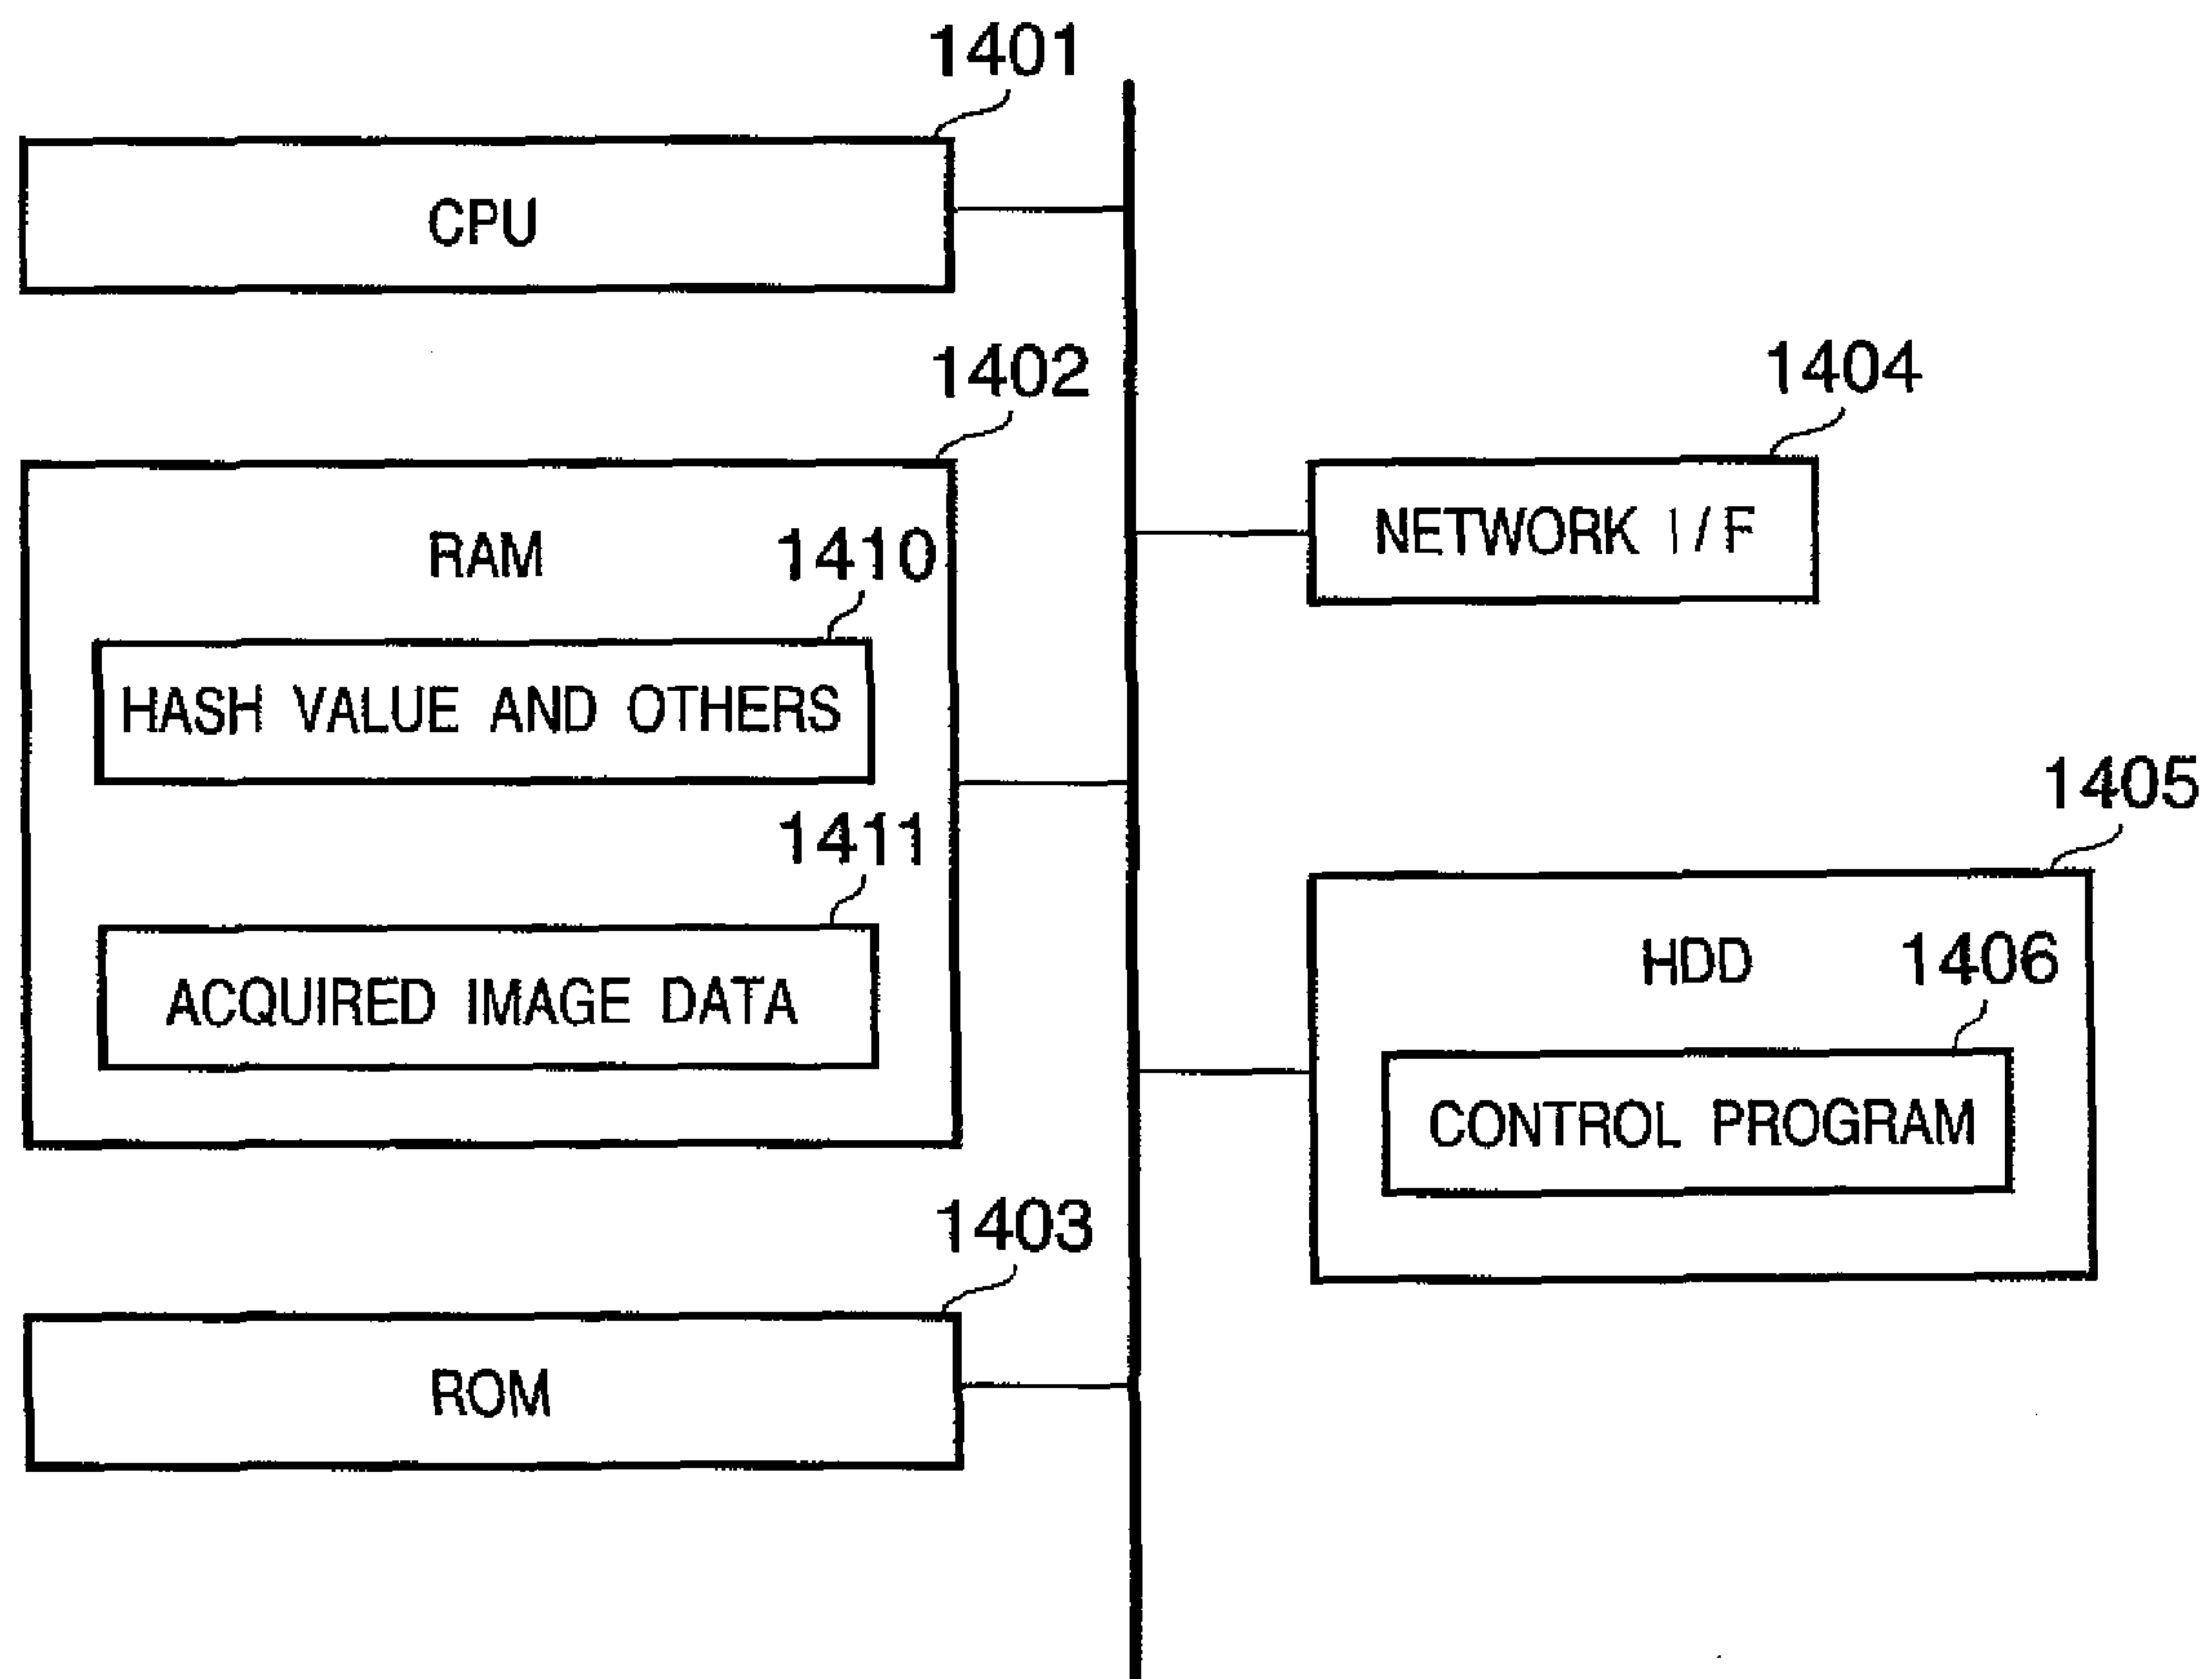 1401
CPU
1402
RAM
1410
HASH VALUE AND OTHERS
1411
ACQUIRED IMAGE DATA
1403
ROM
1404
NETWORK I/F
1405
HDD
1406
CONTROL PROGRAM